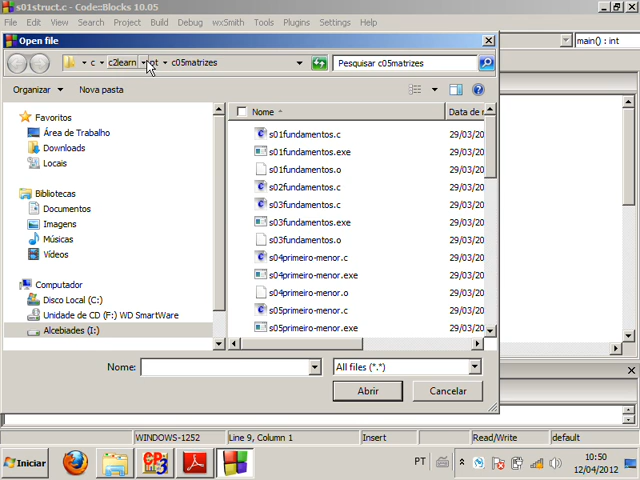 s01struct.c - Code::Blocks 10.05
File Edit View Search Project Build wxSmith Tools Settings Help
main() : int
Open file
c c2learn pt c05matrizes
Pesquisar c05matrizes
Organizar Nova pasta
Favoritos
Área de Trabalho
Downloads
Locais
Bibliotecas
Documentos
Imagens
Músicas
Vídeos
Computador
Disco Local (C:)
Unidade de CD (F:) WD SmartWare
Alcebiades (I:)
Nome
s01fundamentos.c 29/03/20
s01fundamentos.exe 29/03/20
s01fundamentos.o 29/03/20
s02fundamentos.c 29/03/20
s03fundamentos.c 29/03/20
s03fundamentos.exe 29/03/20
s03fundamentos.o 29/03/20
s04primeiro-menor.c 29/03/20
s04primeiro-menor.exe 29/03/20
s04primeiro-menor.o 29/03/20
s05primeiro-menor.c 29/03/20
s05primeiro-menor.exe 29/03/20
Nome:
All files (*.*)
Abrir Cancelar
WINDOWS-1252 Line 9, Column 1 Insert Read/Write default
Iniciar
PT
10:50
12/04/2012